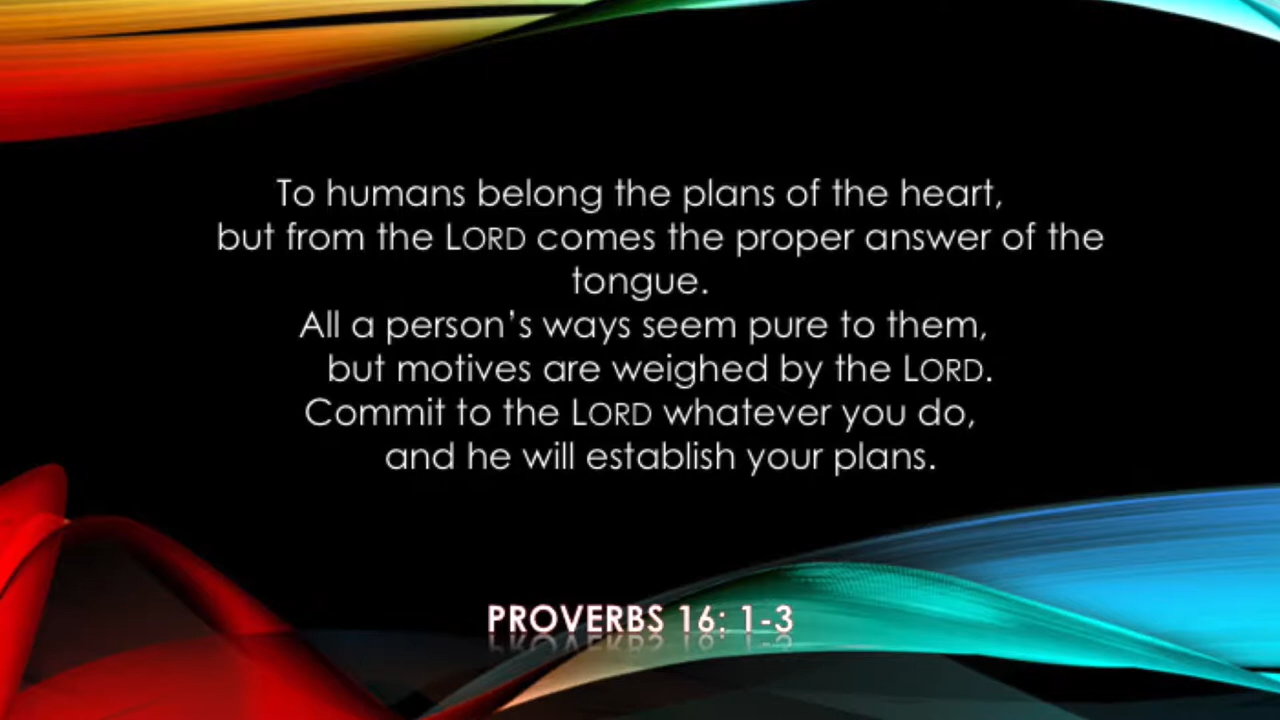 To humans belong the plans of the heart,
but from the LORD comes the proper answer of the
tongue.
All a person’s ways seem pure to them,
but motives are weighed by the LORD.
Commit to the LORD whatever you do,
and he will establish your plans.
PROVERBS 16: 1-3